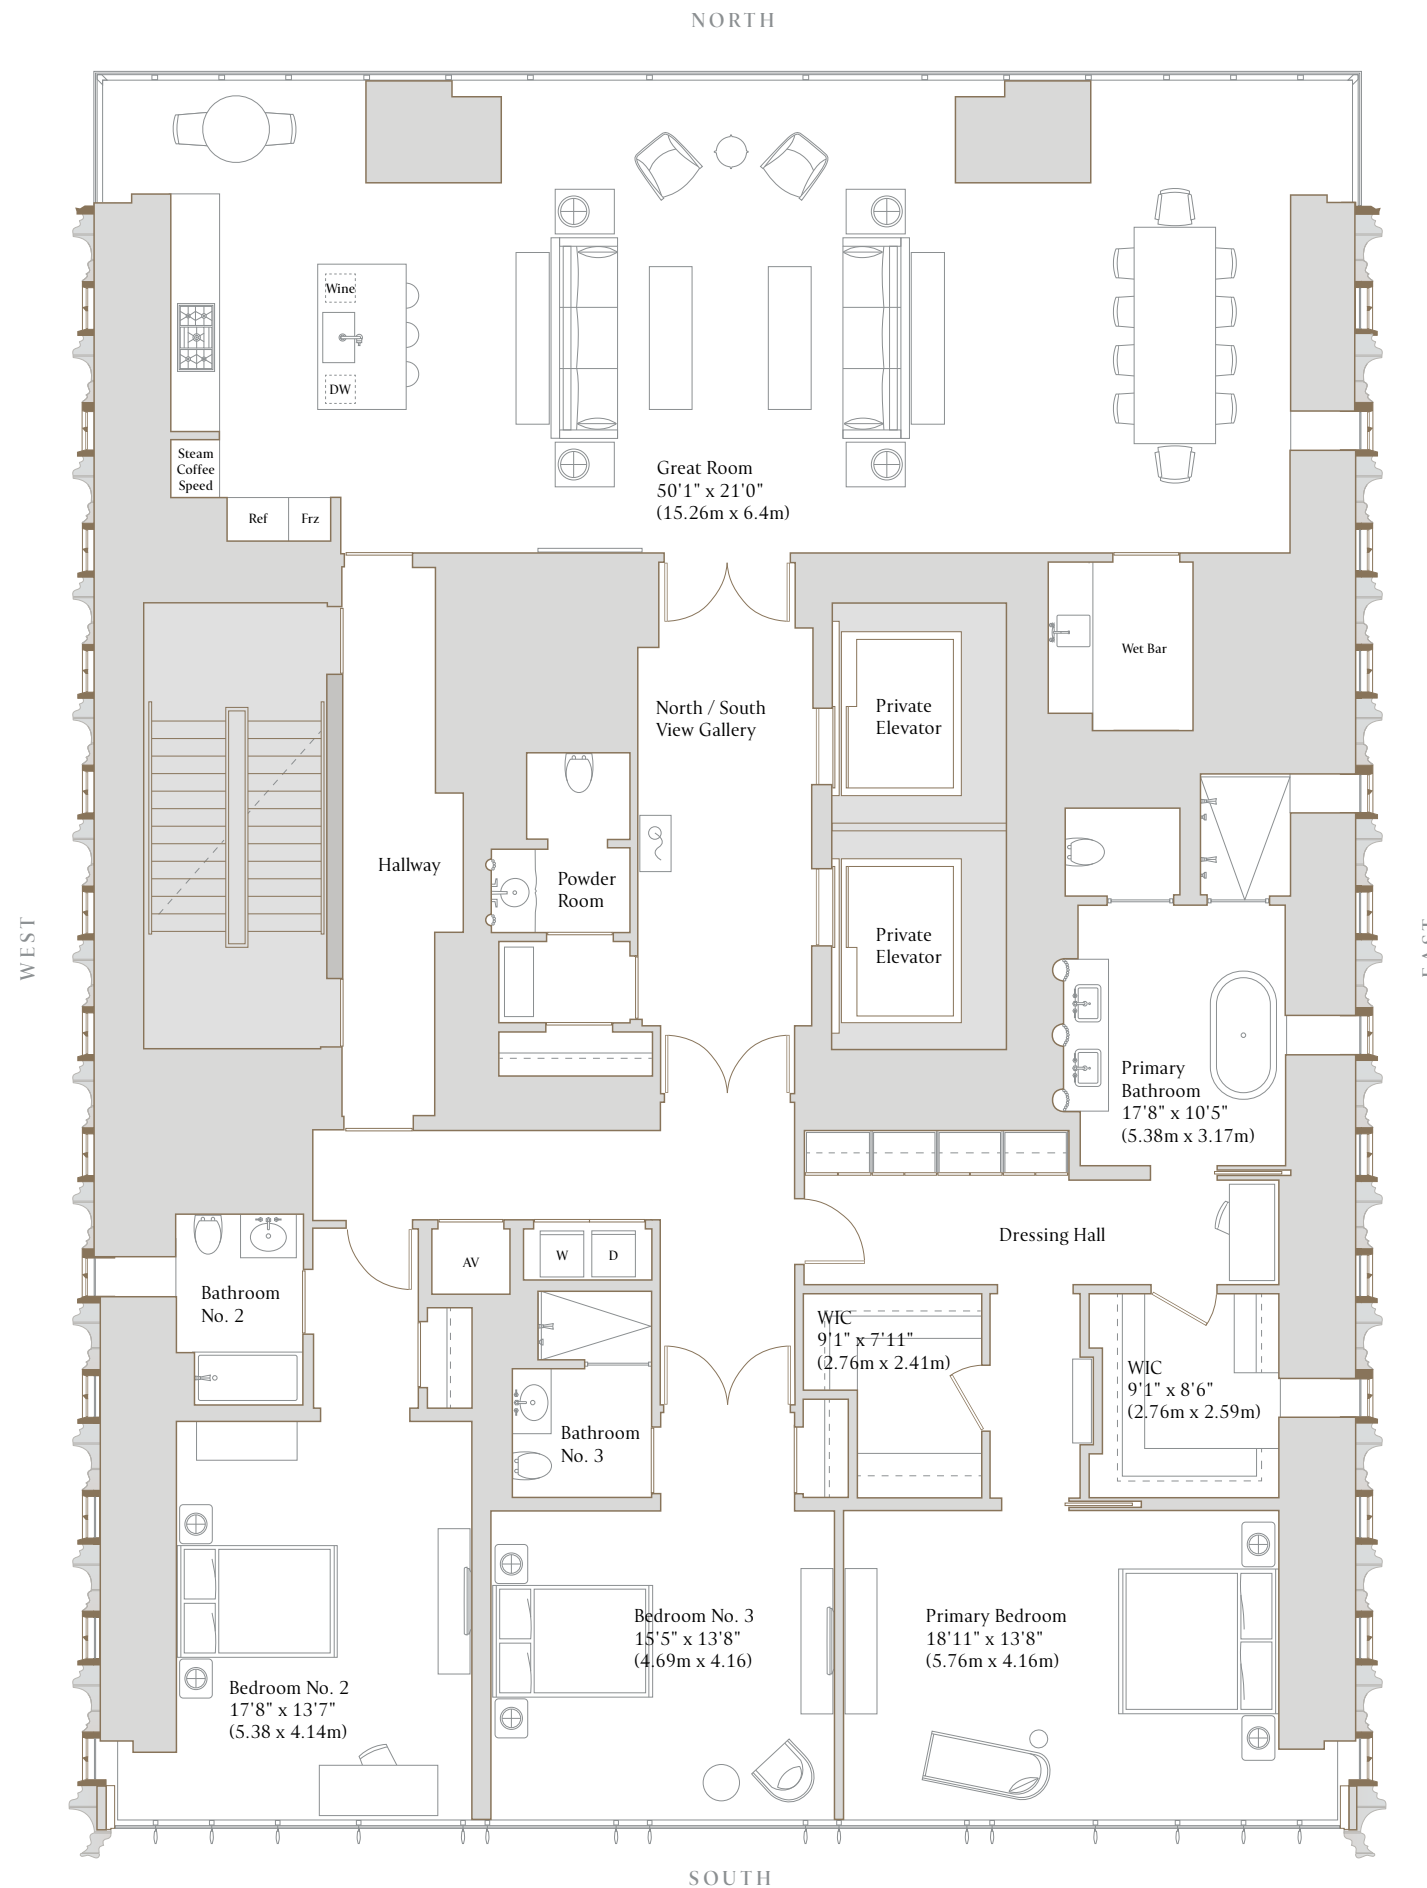 NORTH
Wine
DW
Steam
Coffee
Speed
Ref
Frz
Great Room
50'1" x 21'0"
(15.26m x 6.4m)
North / South
View Gallery
Private
Elevator
Wet Bar
Hallway
Powder
Room
Private
Elevator
WEST
EAST
Primary
Bathroom
17'8" x 10'5"
(5.38m x 3.17m)
Dressing Hall
AV
W
D
Bathroom
No. 2
WIC
9'1" x 7'11"
(2.76m x 2.41m)
WIC
9'1" x 8'6"
(2.76m x 2.59m)
Bathroom
No. 3
Bedroom No. 3
15'5" x 13'8"
(4.69m x 4.16)
Primary Bedroom
18'11" x 13'8"
(5.76m x 4.16m)
Bedroom No. 2
17'8" x 13'7"
(5.38 x 4.14m)
SOUTH